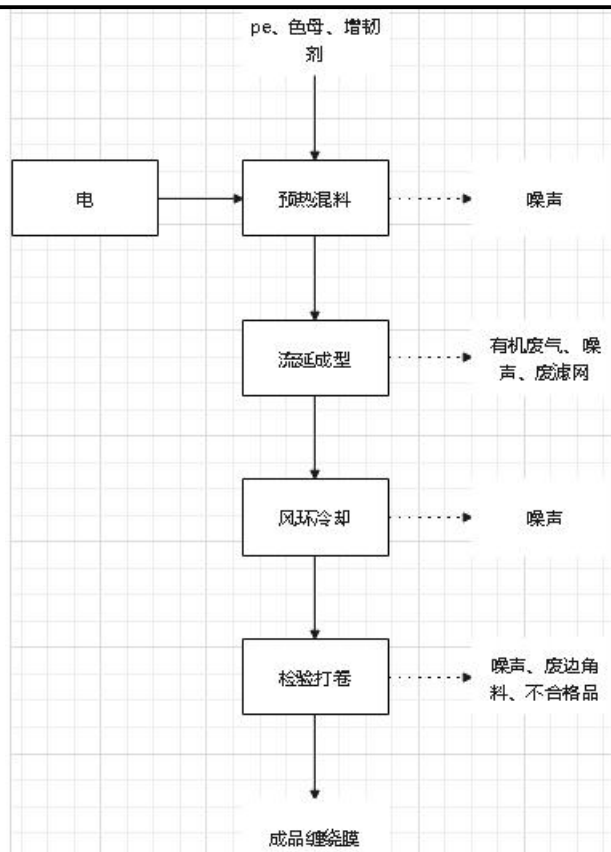 pe、色母、增韧
剂
电
预热混料
噪声
流延成型
有机废气、噪
声、废滤网
风环冷却
噪声
检验打卷
噪声、废边角
料、不合格品
成品缠绕膜